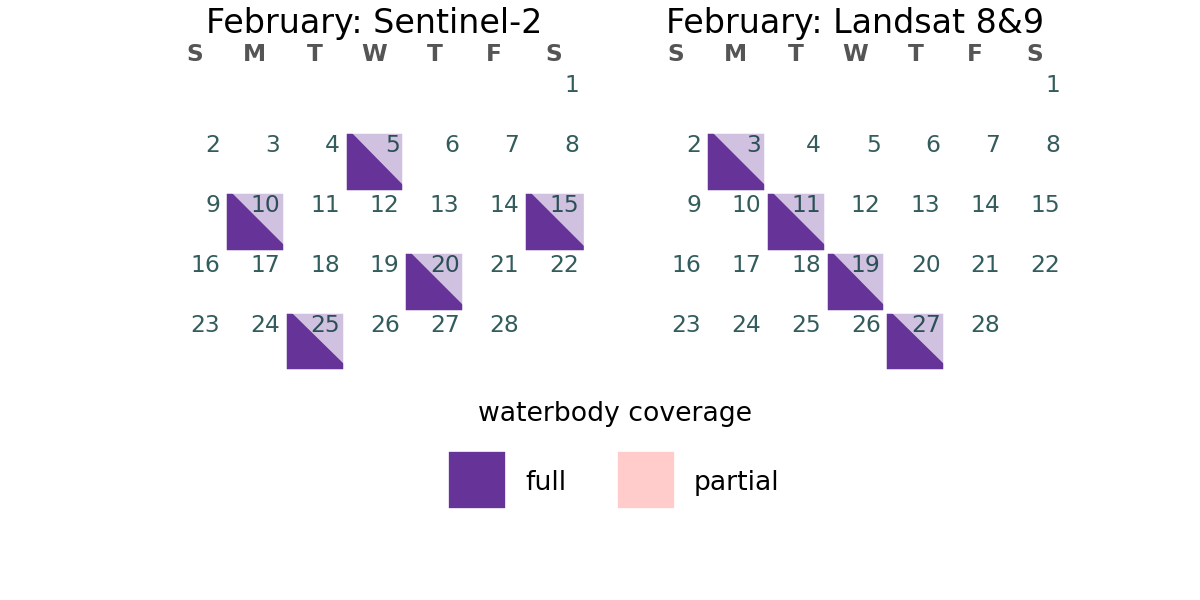 February: Sentinel-2
S M T W T F S
1
2 3 4 5 6 7 8
9 10 11 12 13 14 15
16 17 18 19 20 21 22
23 24 25 26 27 28
February: Landsat 8&9
S M T W T F S
1
2 3 4 5 6 7 8
9 10 11 12 13 14 15
16 17 18 19 20 21 22
23 24 25 26 27 28
waterbody coverage
full partial